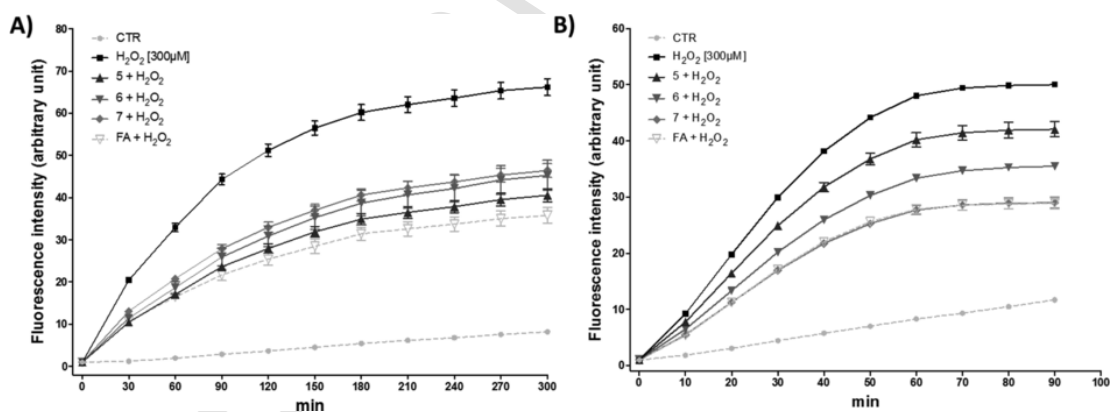 A)
Fluorescence intensity (arbitrary unit)
80
70
60
50
40
30
20
10
0
CTR
H₂O₂ [300μM]
5 + H₂O₂
6 + H₂O₂
7 + H₂O₂
FA + H₂O₂
0 30 60 90 120 150 180 210 240 270 300
min
B)
Fluorescence intensity (arbitrary unit)
60
50
40
30
20
10
0
CTR
H₂O₂ [300μM]
5 + H₂O₂
6 + H₂O₂
7 + H₂O₂
FA + H₂O₂
0 10 20 30 40 50 60 70 80 90 100
min